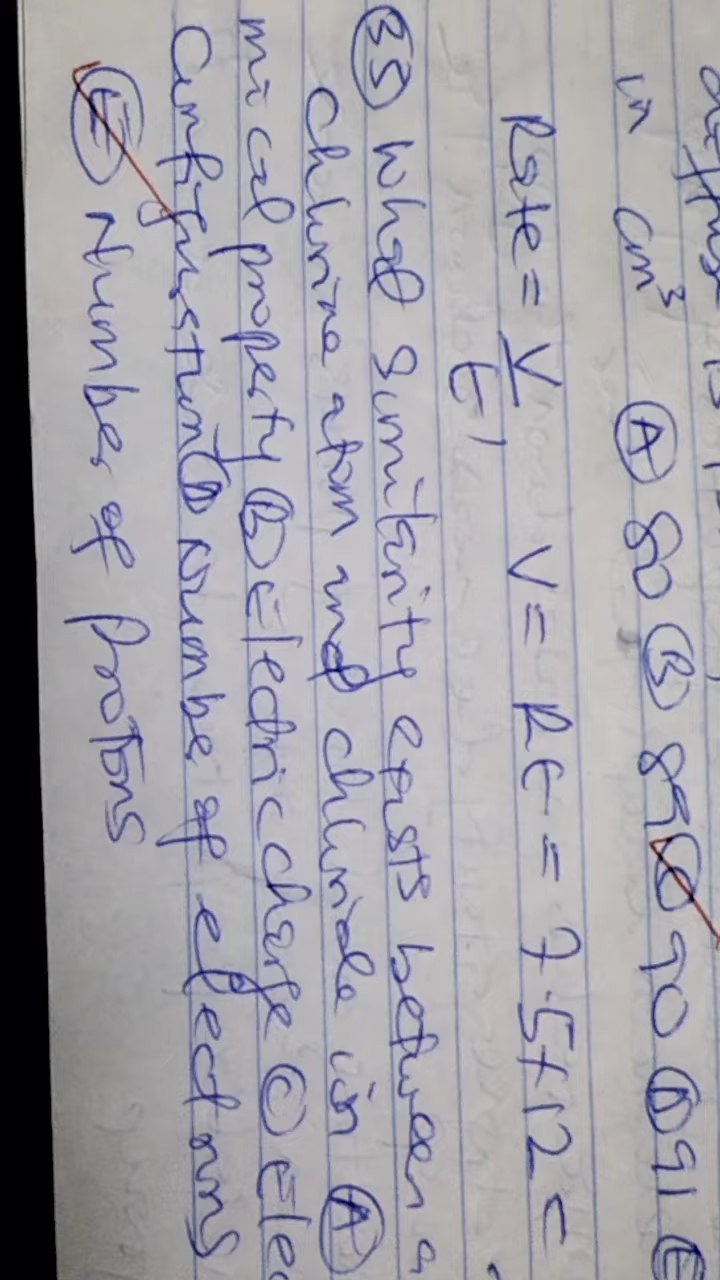 in cm³ (A) 80 (B) 85 (C) 90 (D) 91 (E
Rate = V/t, V = Rt = 7.5 x 12 =
(35) What similarity exists between a
chlorine atom and chloride ion (A)
mical property (B) Electric charge (C) Elec
configuration (D) Number of electrons
(E) Number of protons